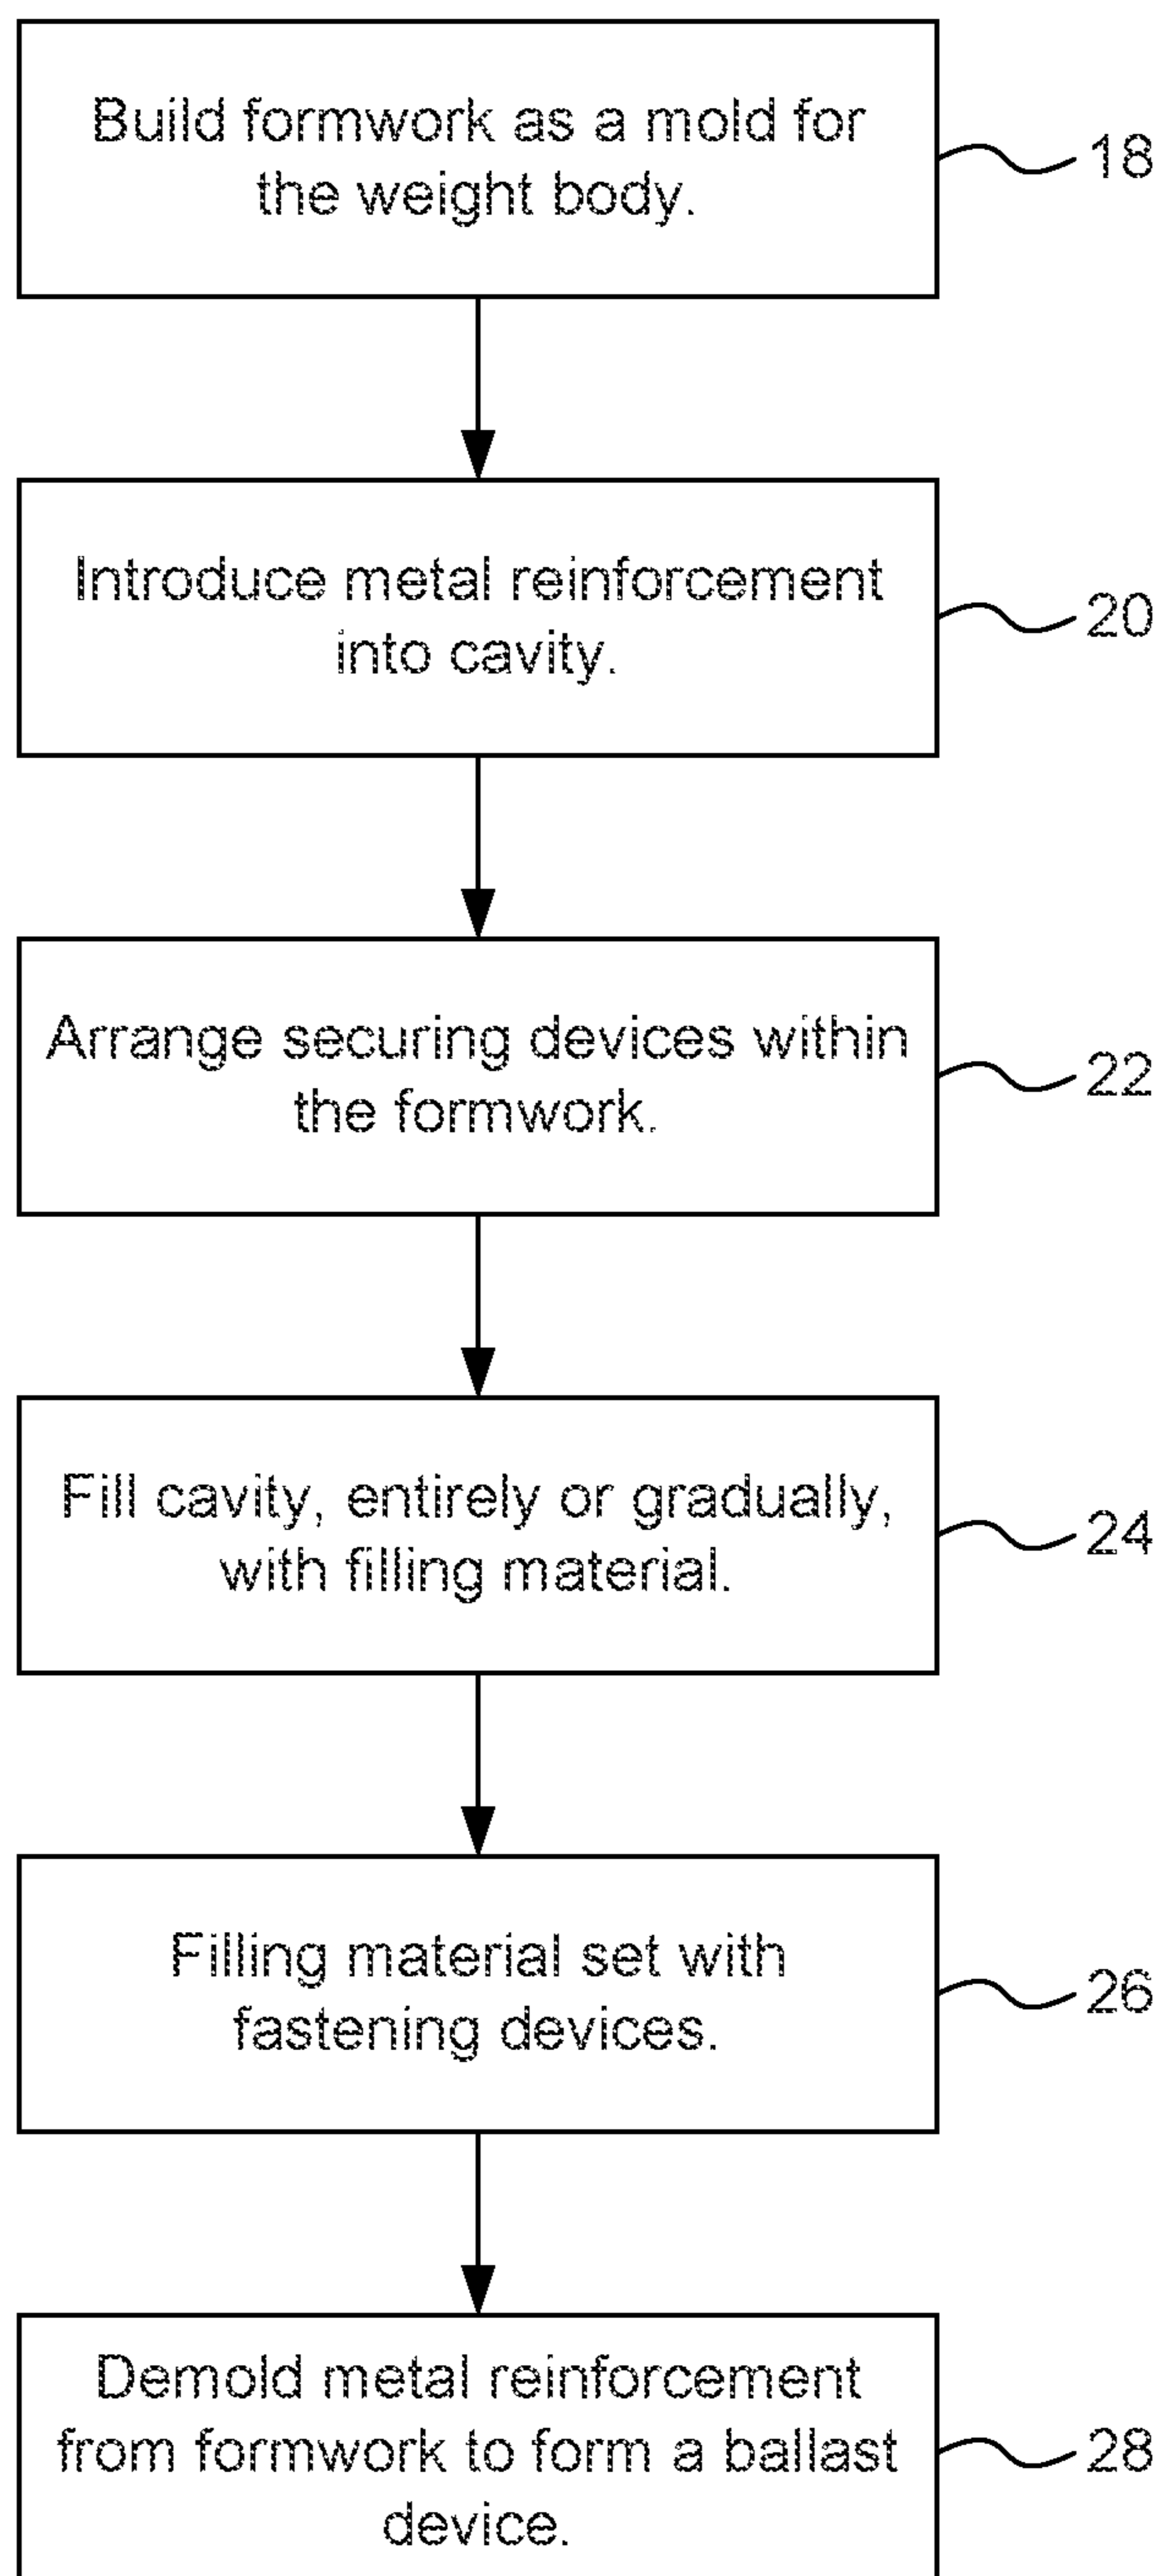 Build formwork as a mold for
the weight body.
18
Introduce metal reinforcement
into cavity.
20
Arrange securing devices within
the formwork.
22
Fill cavity, entirely or gradually,
with filling material.
24
Filling material set with
fastening devices.
26
Demold metal reinforcement
from formwork to form a ballast
device.
28